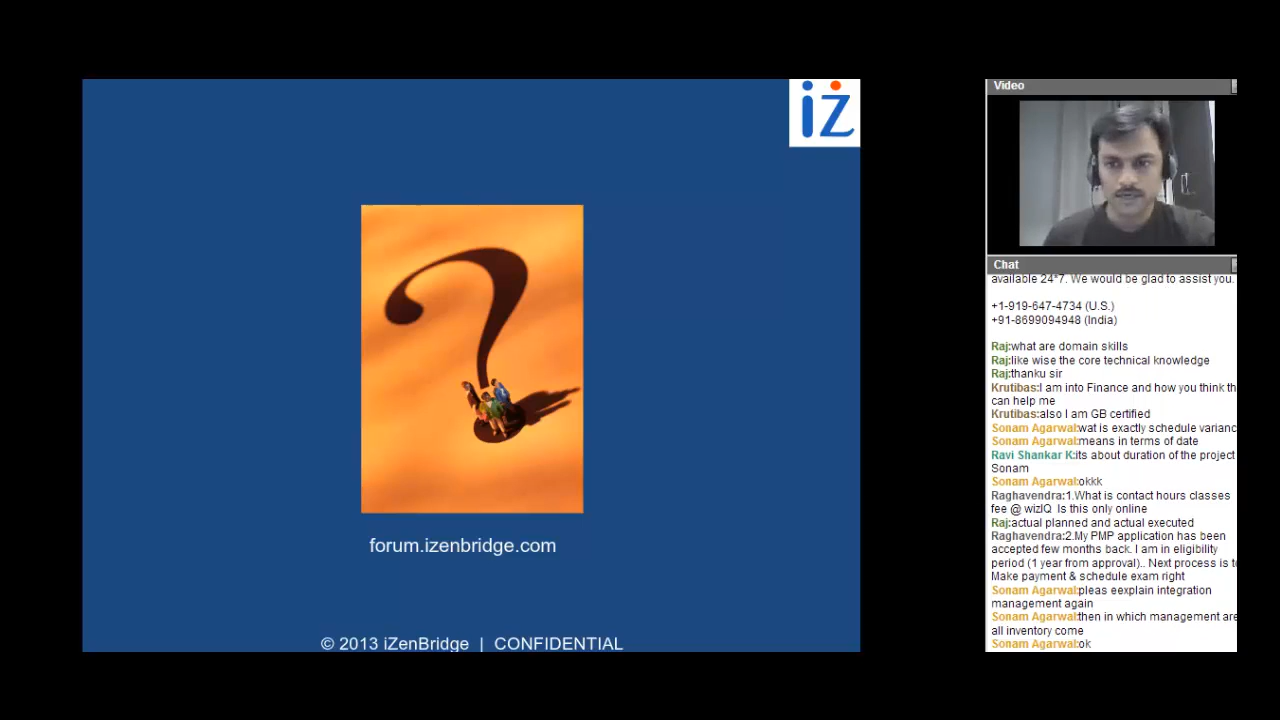 iz
forum.izenbridge.com
© 2013 iZenBridge | CONFIDENTIAL
Video
Chat
available 24*7. We would be glad to assist you.
+1-919-647-4734 (U.S.)
+91-8699094948 (India)
Raj:what are domain skills
Raj:like wise the core technical knowledge
Raj:thanku sir
Krutibas:I am into Finance and how you think th
can help me
Krutibas:also I am GB certified
Sonam Agarwal:wat is exactly schedule varianc
Sonam Agarwal:means in terms of date
Ravi Shankar K:its about duration of the project
Sonam
Sonam Agarwal:okkk
Raghavendra:1.What is contact hours classes
fee @ wizIQ Is this only online
Raj:actual planned and actual executed
Raghavendra:2.My PMP application has been
accepted few months back. I am in eligibility
period (1 year from approval).. Next process is to
Make payment & schedule exam right
Sonam Agarwal:pleas eexplain integration
management again
Sonam Agarwal:then in which management are
all inventory come
Sonam Agarwal:ok